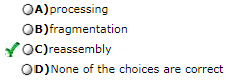 A)processing
B)fragmentation
C)reassembly
D)None of the choices are correct